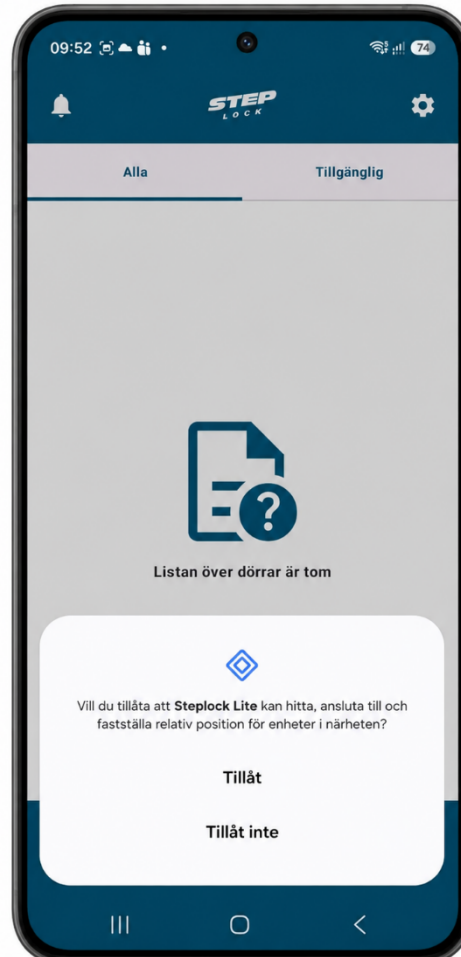 09:52
74
STEP
LOCK
Alla
Tillgänglig
?
Listan över dörrar är tom
Vill du tillåta att Steplock Lite kan hitta, ansluta till och
fastställa relativ position för enheter i närheten?
Tillåt
Tillåt inte